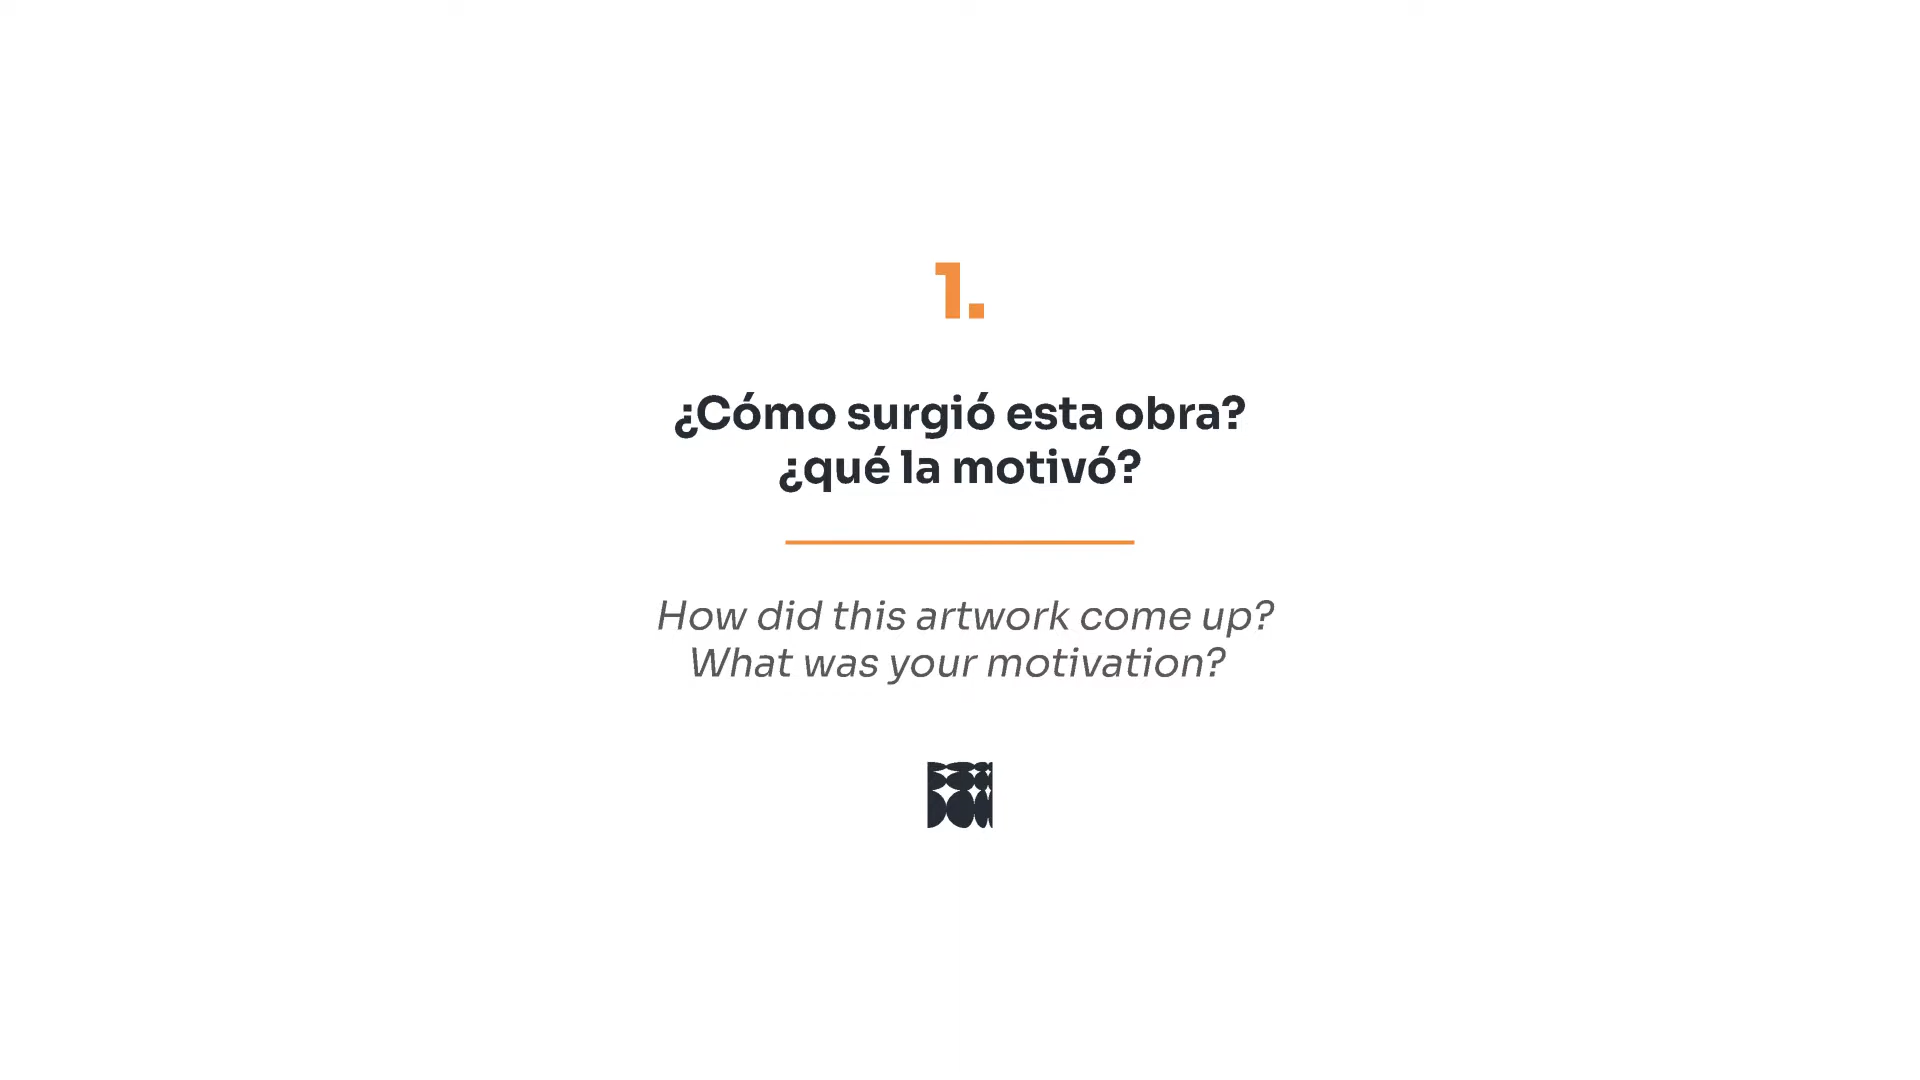 1.
¿Cómo surgió esta obra?
¿qué la motivó?
How did this artwork come up?
What was your motivation?